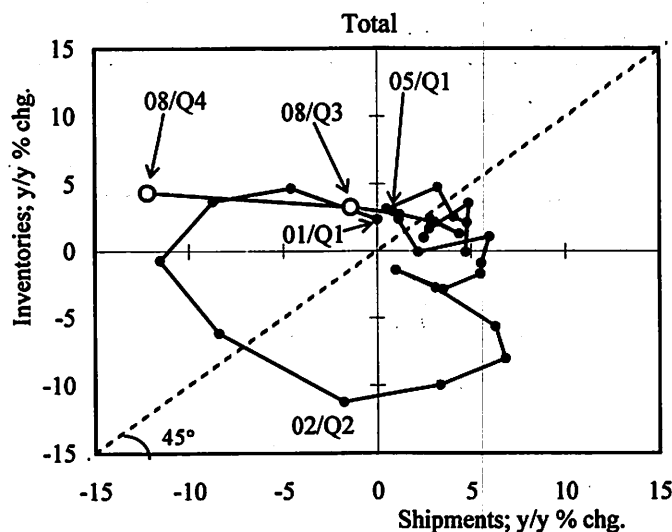 Total
Inventories; y/y % chg.
15
10
5
0
-5
-10
-15
08/Q4
08/Q3
05/Q1
01/Q1
02/Q2
45°
-15
-10
-5
0
5
10
15
Shipments; y/y % chg.